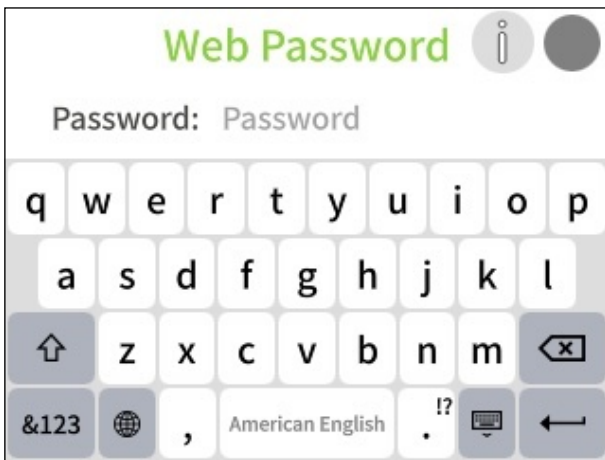 Web Password i
Password: Password
q w e r t y u i o p
a s d f g h j k l
z x c v b n m
&123 , American English . !?